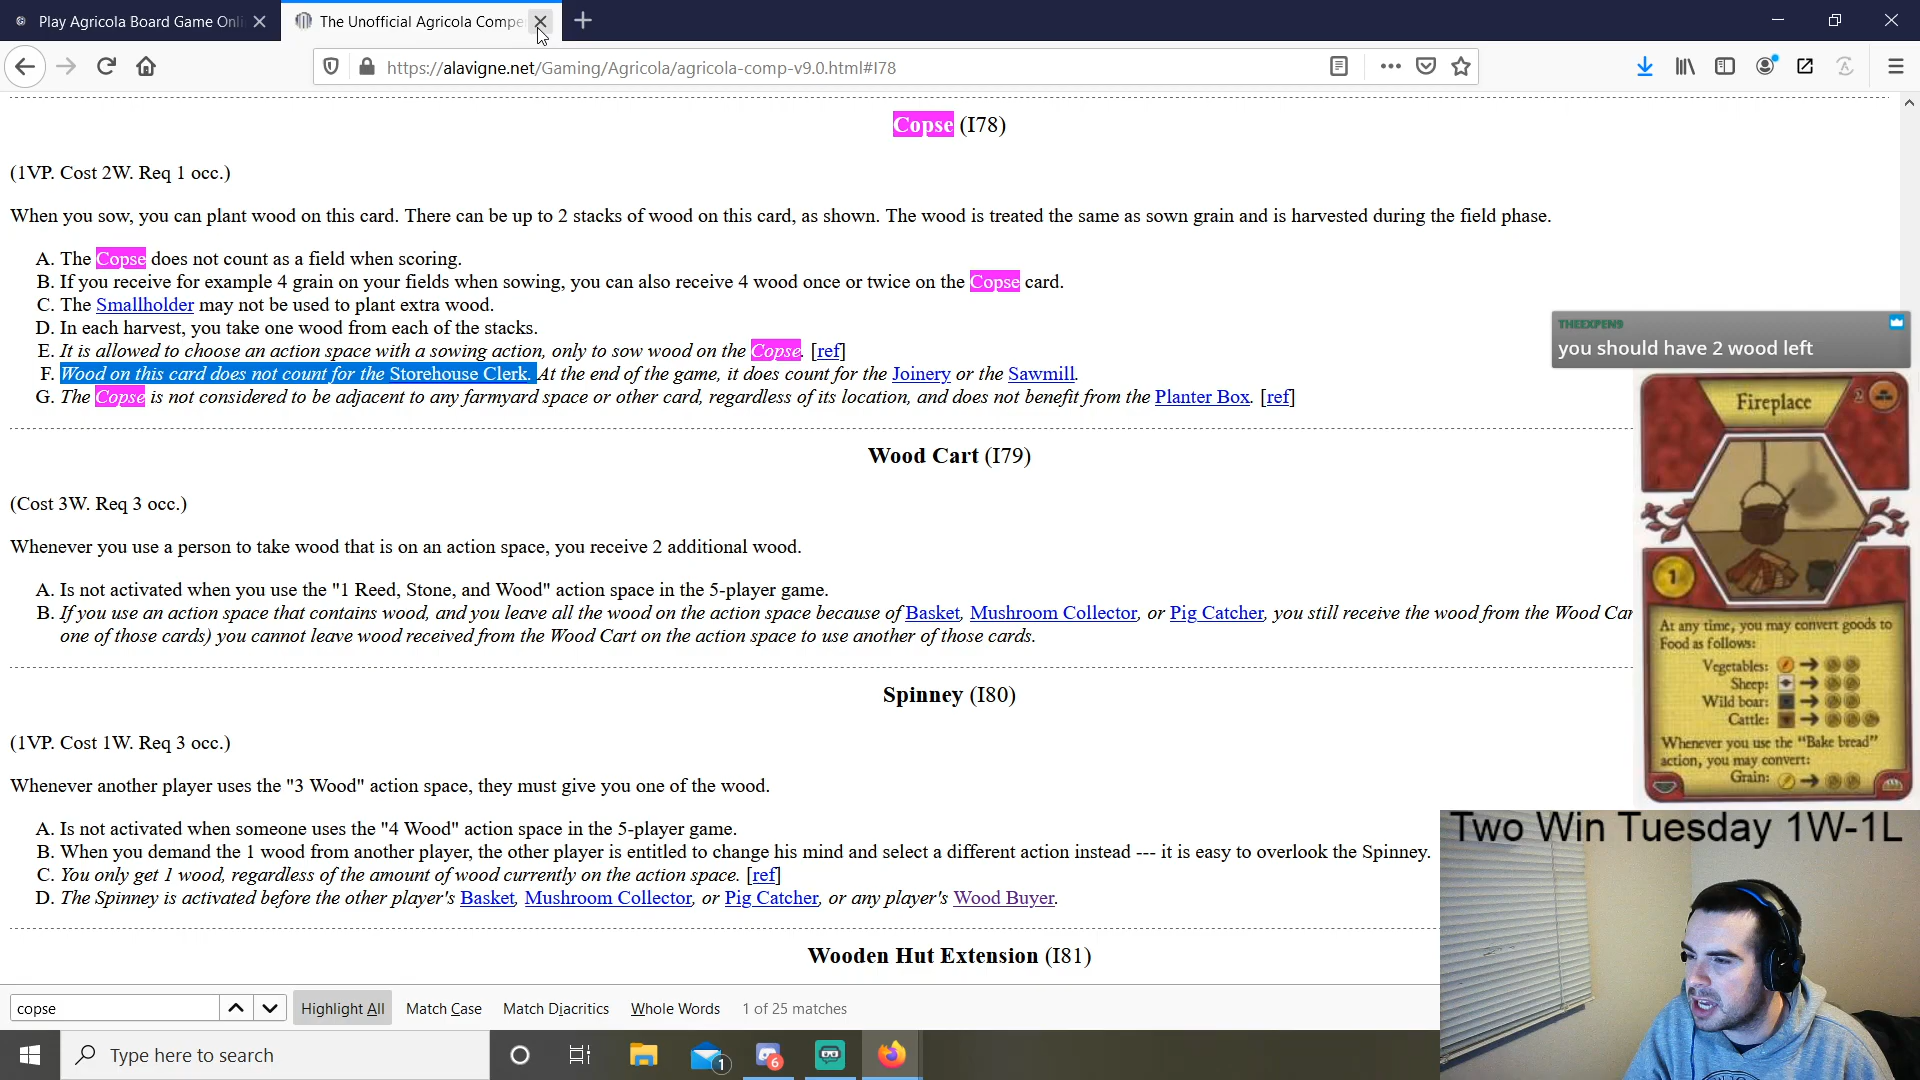 Play Agricola Board Game Onli
The Unofficial Agricola Compe
https://alavigne.net/Gaming/Agricola/agricola-comp-v9.0.html#I78
Copse (I78)
(1VP. Cost 2W. Req 1 occ.)
When you sow, you can plant wood on this card. There can be up to 2 stacks of wood on this card, as shown. The wood is treated the same as sown grain and is harvested during the field phase.
A. The Copse does not count as a field when scoring.
B. If you receive for example 4 grain on your fields when sowing, you can also receive 4 wood once or twice on the Copse card.
C. The Smallholder may not be used to plant extra wood.
D. In each harvest, you take one wood from each of the stacks.
E. It is allowed to choose an action space with a sowing action, only to sow wood on the Copse. [ref]
F. Wood on this card does not count for the Storehouse Clerk. At the end of the game, it does count for the Joinery or the Sawmill.
G. The Copse is not considered to be adjacent to any farmyard space or other card, regardless of its location, and does not benefit from the Planter Box. [ref]
Wood Cart (I79)
(Cost 3W. Req 3 occ.)
Whenever you use a person to take wood that is on an action space, you receive 2 additional wood.
A. Is not activated when you use the "1 Reed, Stone, and Wood" action space in the 5-player game.
B. If you use an action space that contains wood, and you leave all the wood on the action space because of Basket, Mushroom Collector, or Pig Catcher, you still receive the wood from the Wood Car
one of those cards) you cannot leave wood received from the Wood Cart on the action space to use another of those cards.
Spinney (I80)
(1VP. Cost 1W. Req 3 occ.)
Whenever another player uses the "3 Wood" action space, they must give you one of the wood.
A. Is not activated when someone uses the "4 Wood" action space in the 5-player game.
B. When you demand the 1 wood from another player, the other player is entitled to change his mind and select a different action instead --- it is easy to overlook the Spinney.
C. You only get 1 wood, regardless of the amount of wood currently on the action space. [ref]
D. The Spinney is activated before the other player's Basket, Mushroom Collector, or Pig Catcher, or any player's Wood Buyer.
Wooden Hut Extension (I81)
THEEXPEN9
you should have 2 wood left
Fireplace 2
1
At any time, you may convert goods to
Food as follows:
Vegetables:
Sheep:
Wild boar:
Cattle:
Whenever you use the "Bake bread"
action, you may convert:
Grain:
Two Win Tuesday 1W-1L
copse Highlight All Match Case Match Diacritics Whole Words 1 of 25 matches
Type here to search 1 6